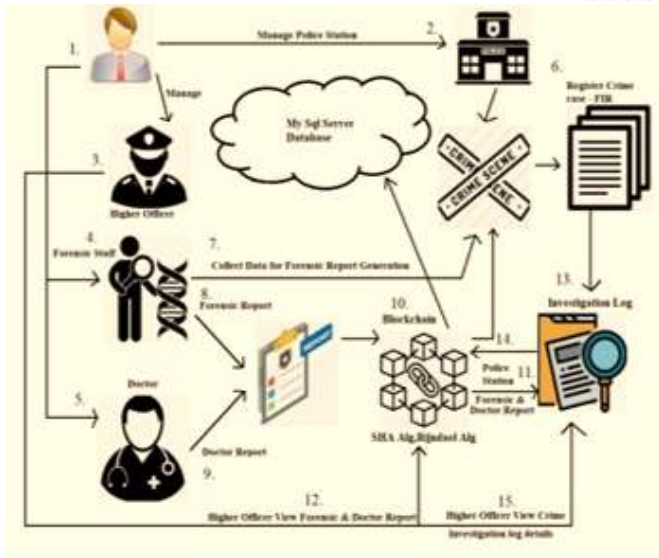 1.
Manage Police Station
2.
Manage
My Sql Server
Database
6.
Register Crime
case - FIR
CRIME SCENE
3.
Higher Officer
4.
Forensic Staff
7.
Collect Data for Forensic Report Generation
8.
Forensic Report
10.
Blockchain
13.
Investigation Log
14.
Police
Station
11.
Forensic &
Doctor Report
SHA Alg,Rijndael Alg
Doctor
5.
Doctor Report
9.
12.
Higher Officer View Forensic & Doctor Report
15.
Higher Officer View Crime
Investigation log details